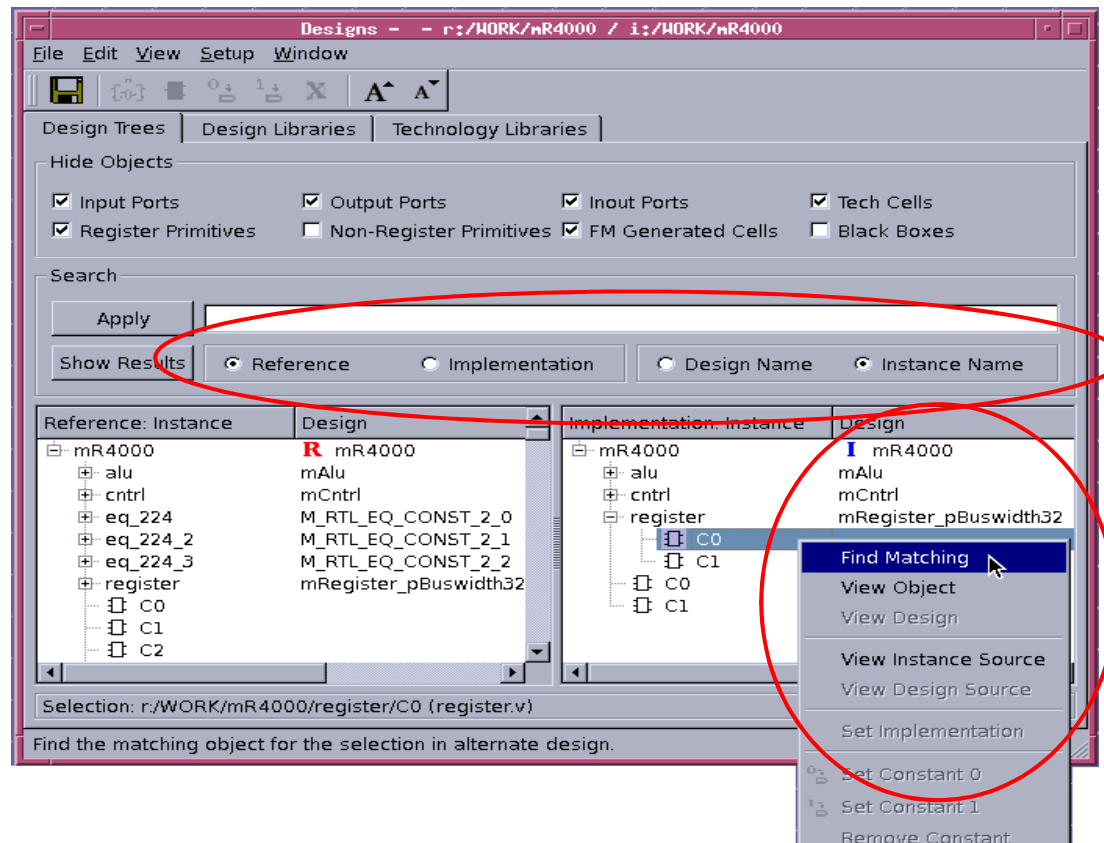 Designs - - r:/WORK/mR4000 / i:/WORK/mR4000
File Edit View Setup Window
A A
Design Trees Design Libraries Technology Libraries
Hide Objects
Input Ports Output Ports Inout Ports Tech Cells
Register Primitives Non-Register Primitives FM Generated Cells Black Boxes
Search
Apply
Show Results Reference Implementation Design Name Instance Name
Reference: Instance Design
mR4000 R mR4000
alu mAlu
cntrl mCntrl
eq_224 M_RTL_EQ_CONST_2_0
eq_224_2 M_RTL_EQ_CONST_2_1
eq_224_3 M_RTL_EQ_CONST_2_2
register mRegister_pBuswidth32
C0
C1
C2
Implementation: Instance Design
mR4000 I mR4000
alu mAlu
cntrl mCntrl
register mRegister_pBuswidth32
C0
C1
C0
C1
Find Matching
View Object
View Design
View Instance Source
View Design Source
Set Implementation
Set Constant 0
Set Constant 1
Remove Constant
Selection: r:/WORK/mR4000/register/C0 (register.v)
Find the matching object for the selection in alternate design.